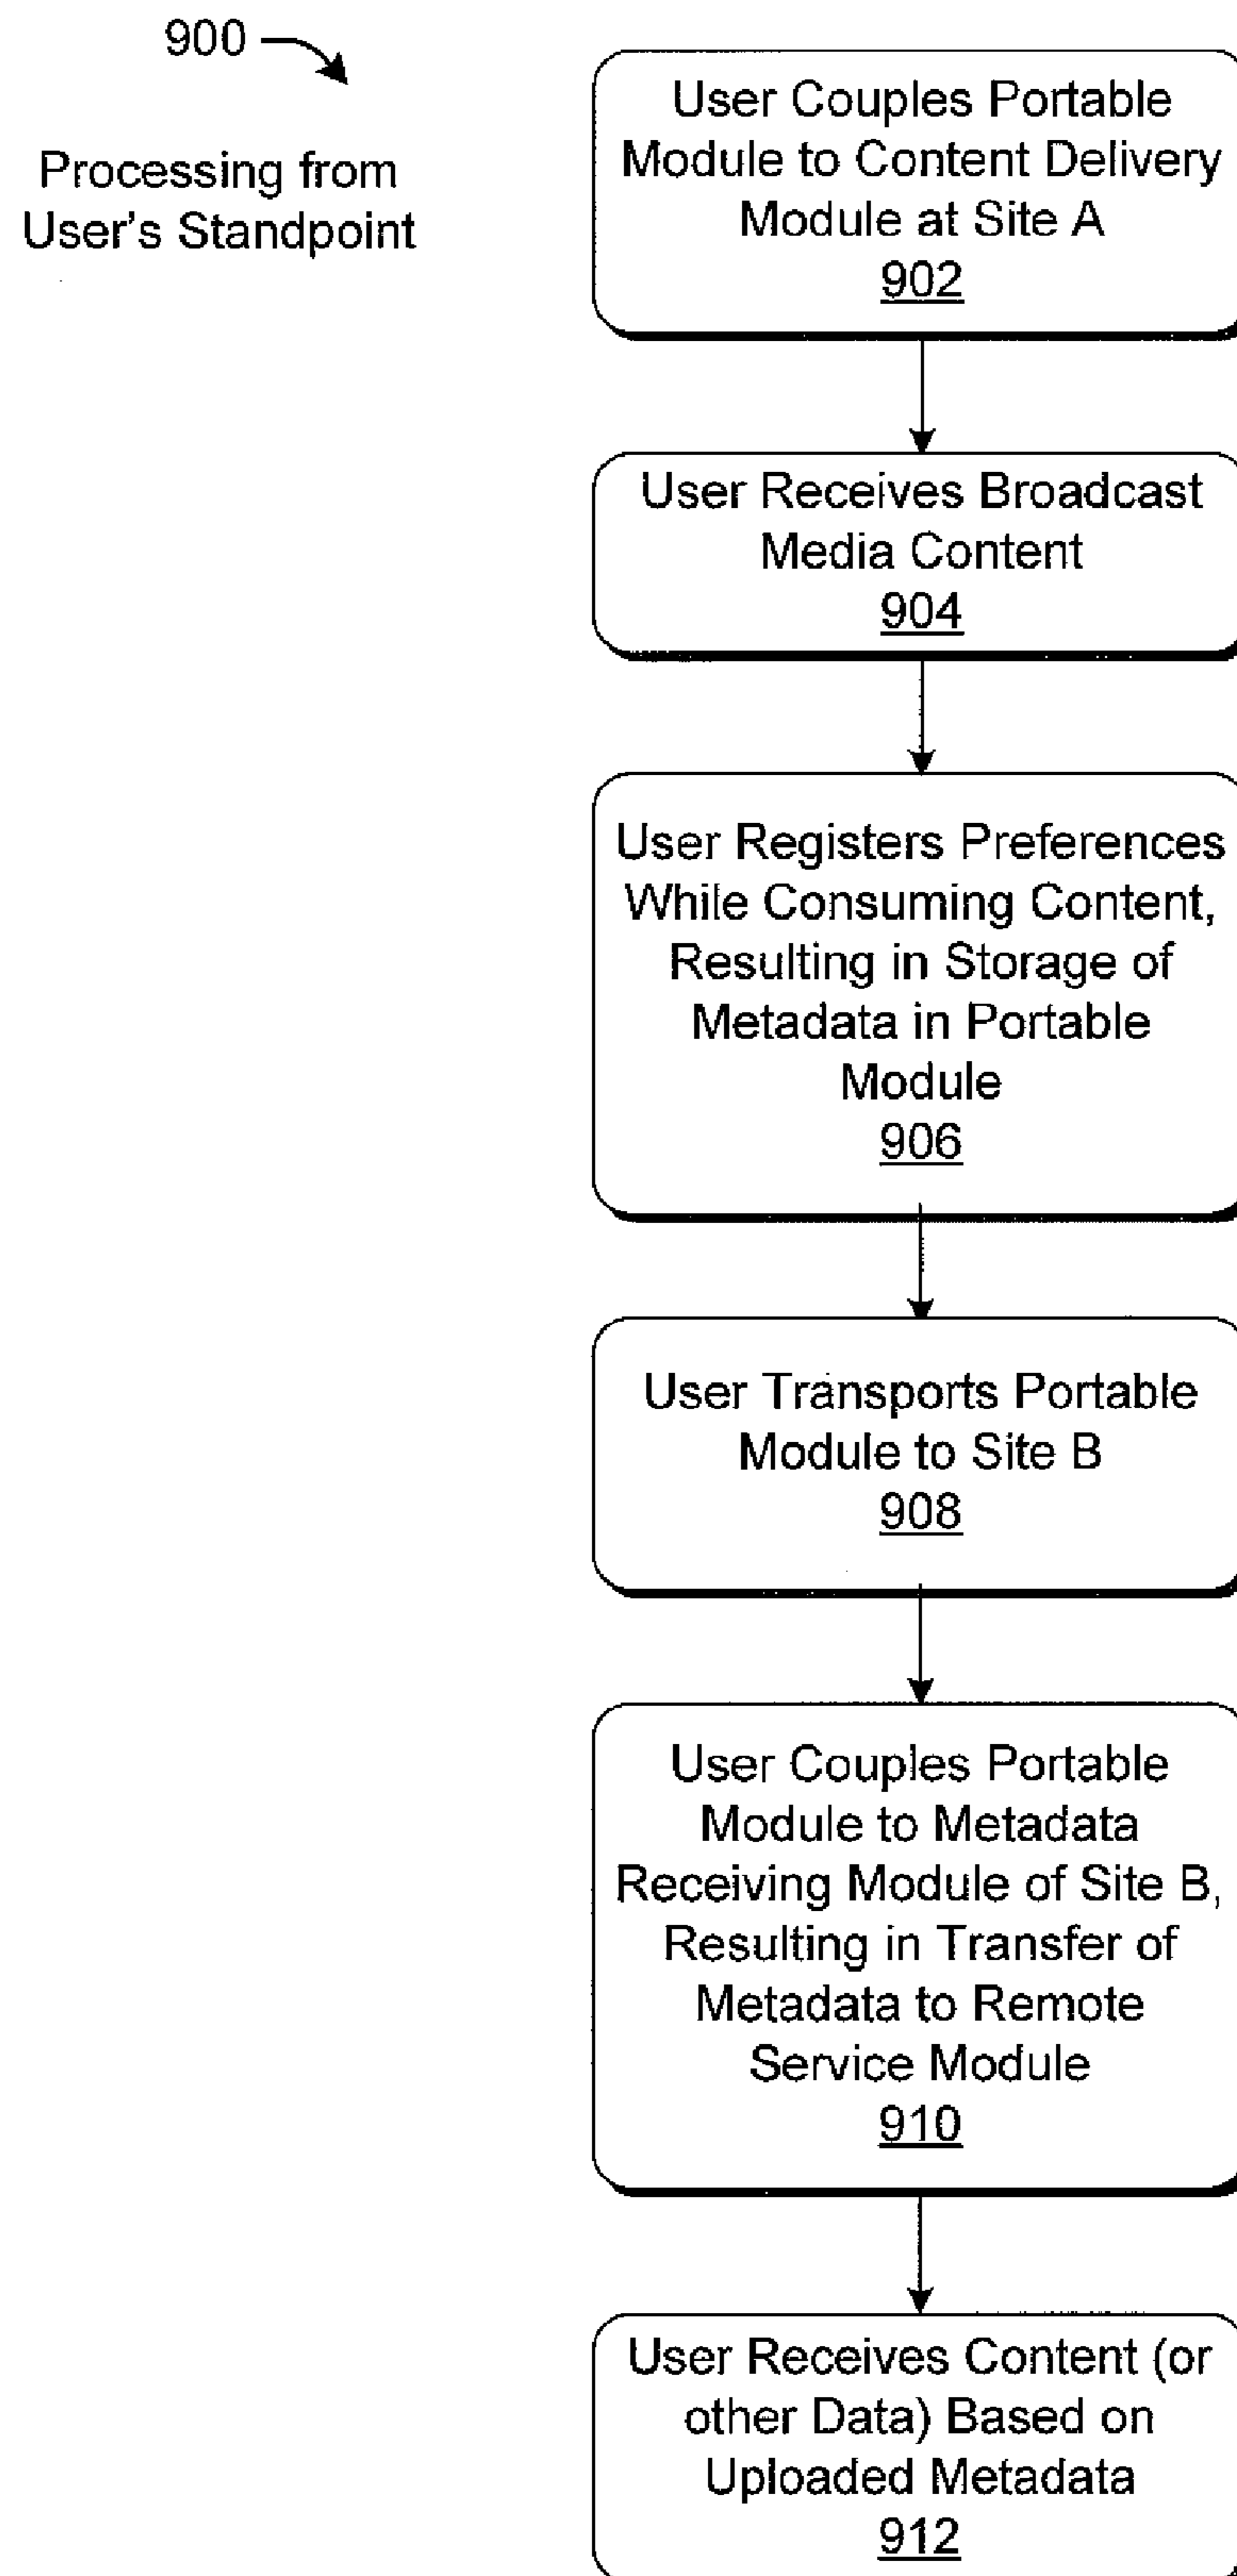 900
Processing from
User's Standpoint
User Couples Portable
Module to Content Delivery
Module at Site A
902
User Receives Broadcast
Media Content
904
User Registers Preferences
While Consuming Content,
Resulting in Storage of
Metadata in Portable
Module
906
User Transports Portable
Module to Site B
908
User Couples Portable
Module to Metadata
Receiving Module of Site B,
Resulting in Transfer of
Metadata to Remote
Service Module
910
User Receives Content (or
other Data) Based on
Uploaded Metadata
912